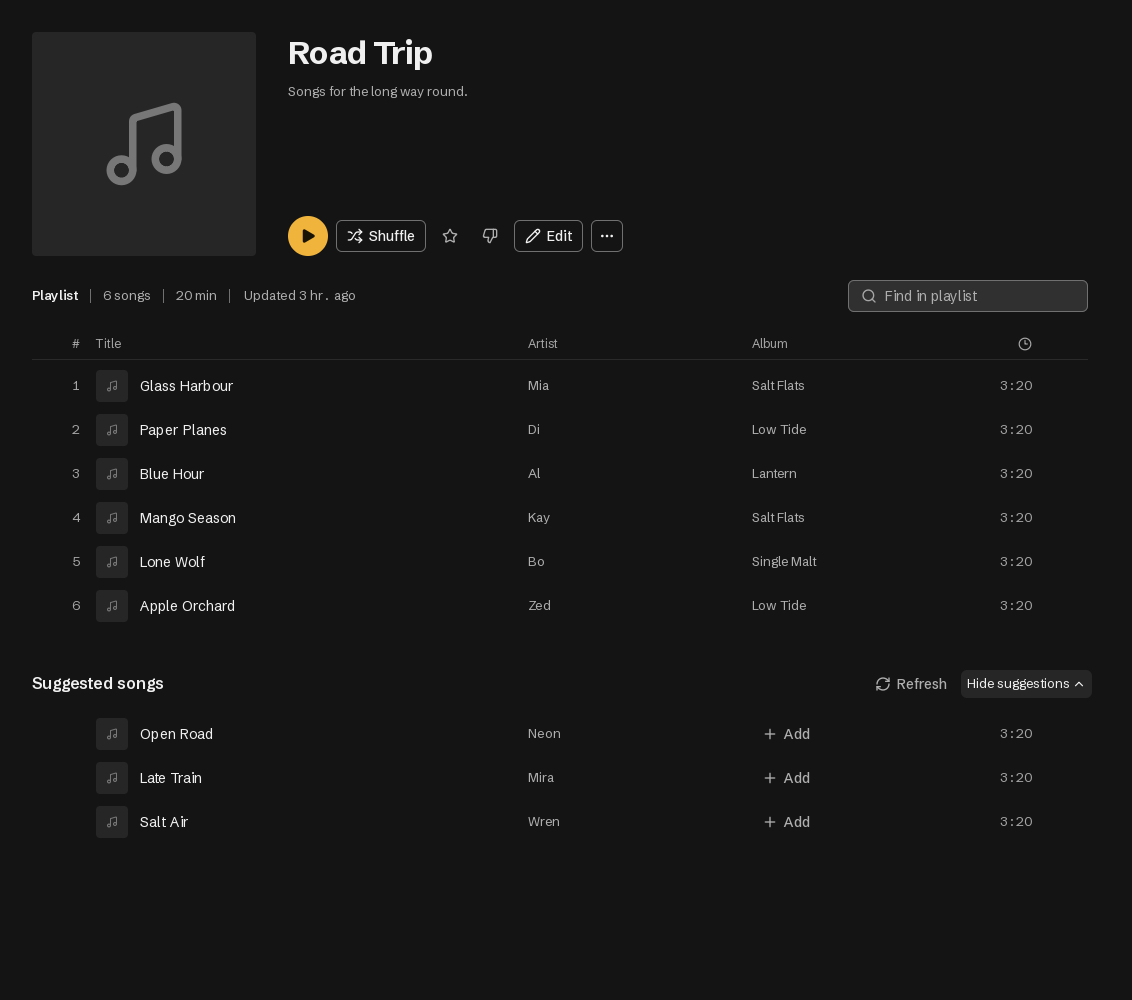 Road Trip
Songs for the long way round.
Shuffle Edit
Playlist 6 songs 20 min Updated 3 hr. ago Find in playlist
# Title Artist Album
1 Glass Harbour Mia Salt Flats 3:20
2 Paper Planes Di Low Tide 3:20
3 Blue Hour Al Lantern 3:20
4 Mango Season Kay Salt Flats 3:20
5 Lone Wolf Bo Single Malt 3:20
6 Apple Orchard Zed Low Tide 3:20
Suggested songs Refresh Hide suggestions
Open Road Neon Add 3:20
Late Train Mira Add 3:20
Salt Air Wren Add 3:20